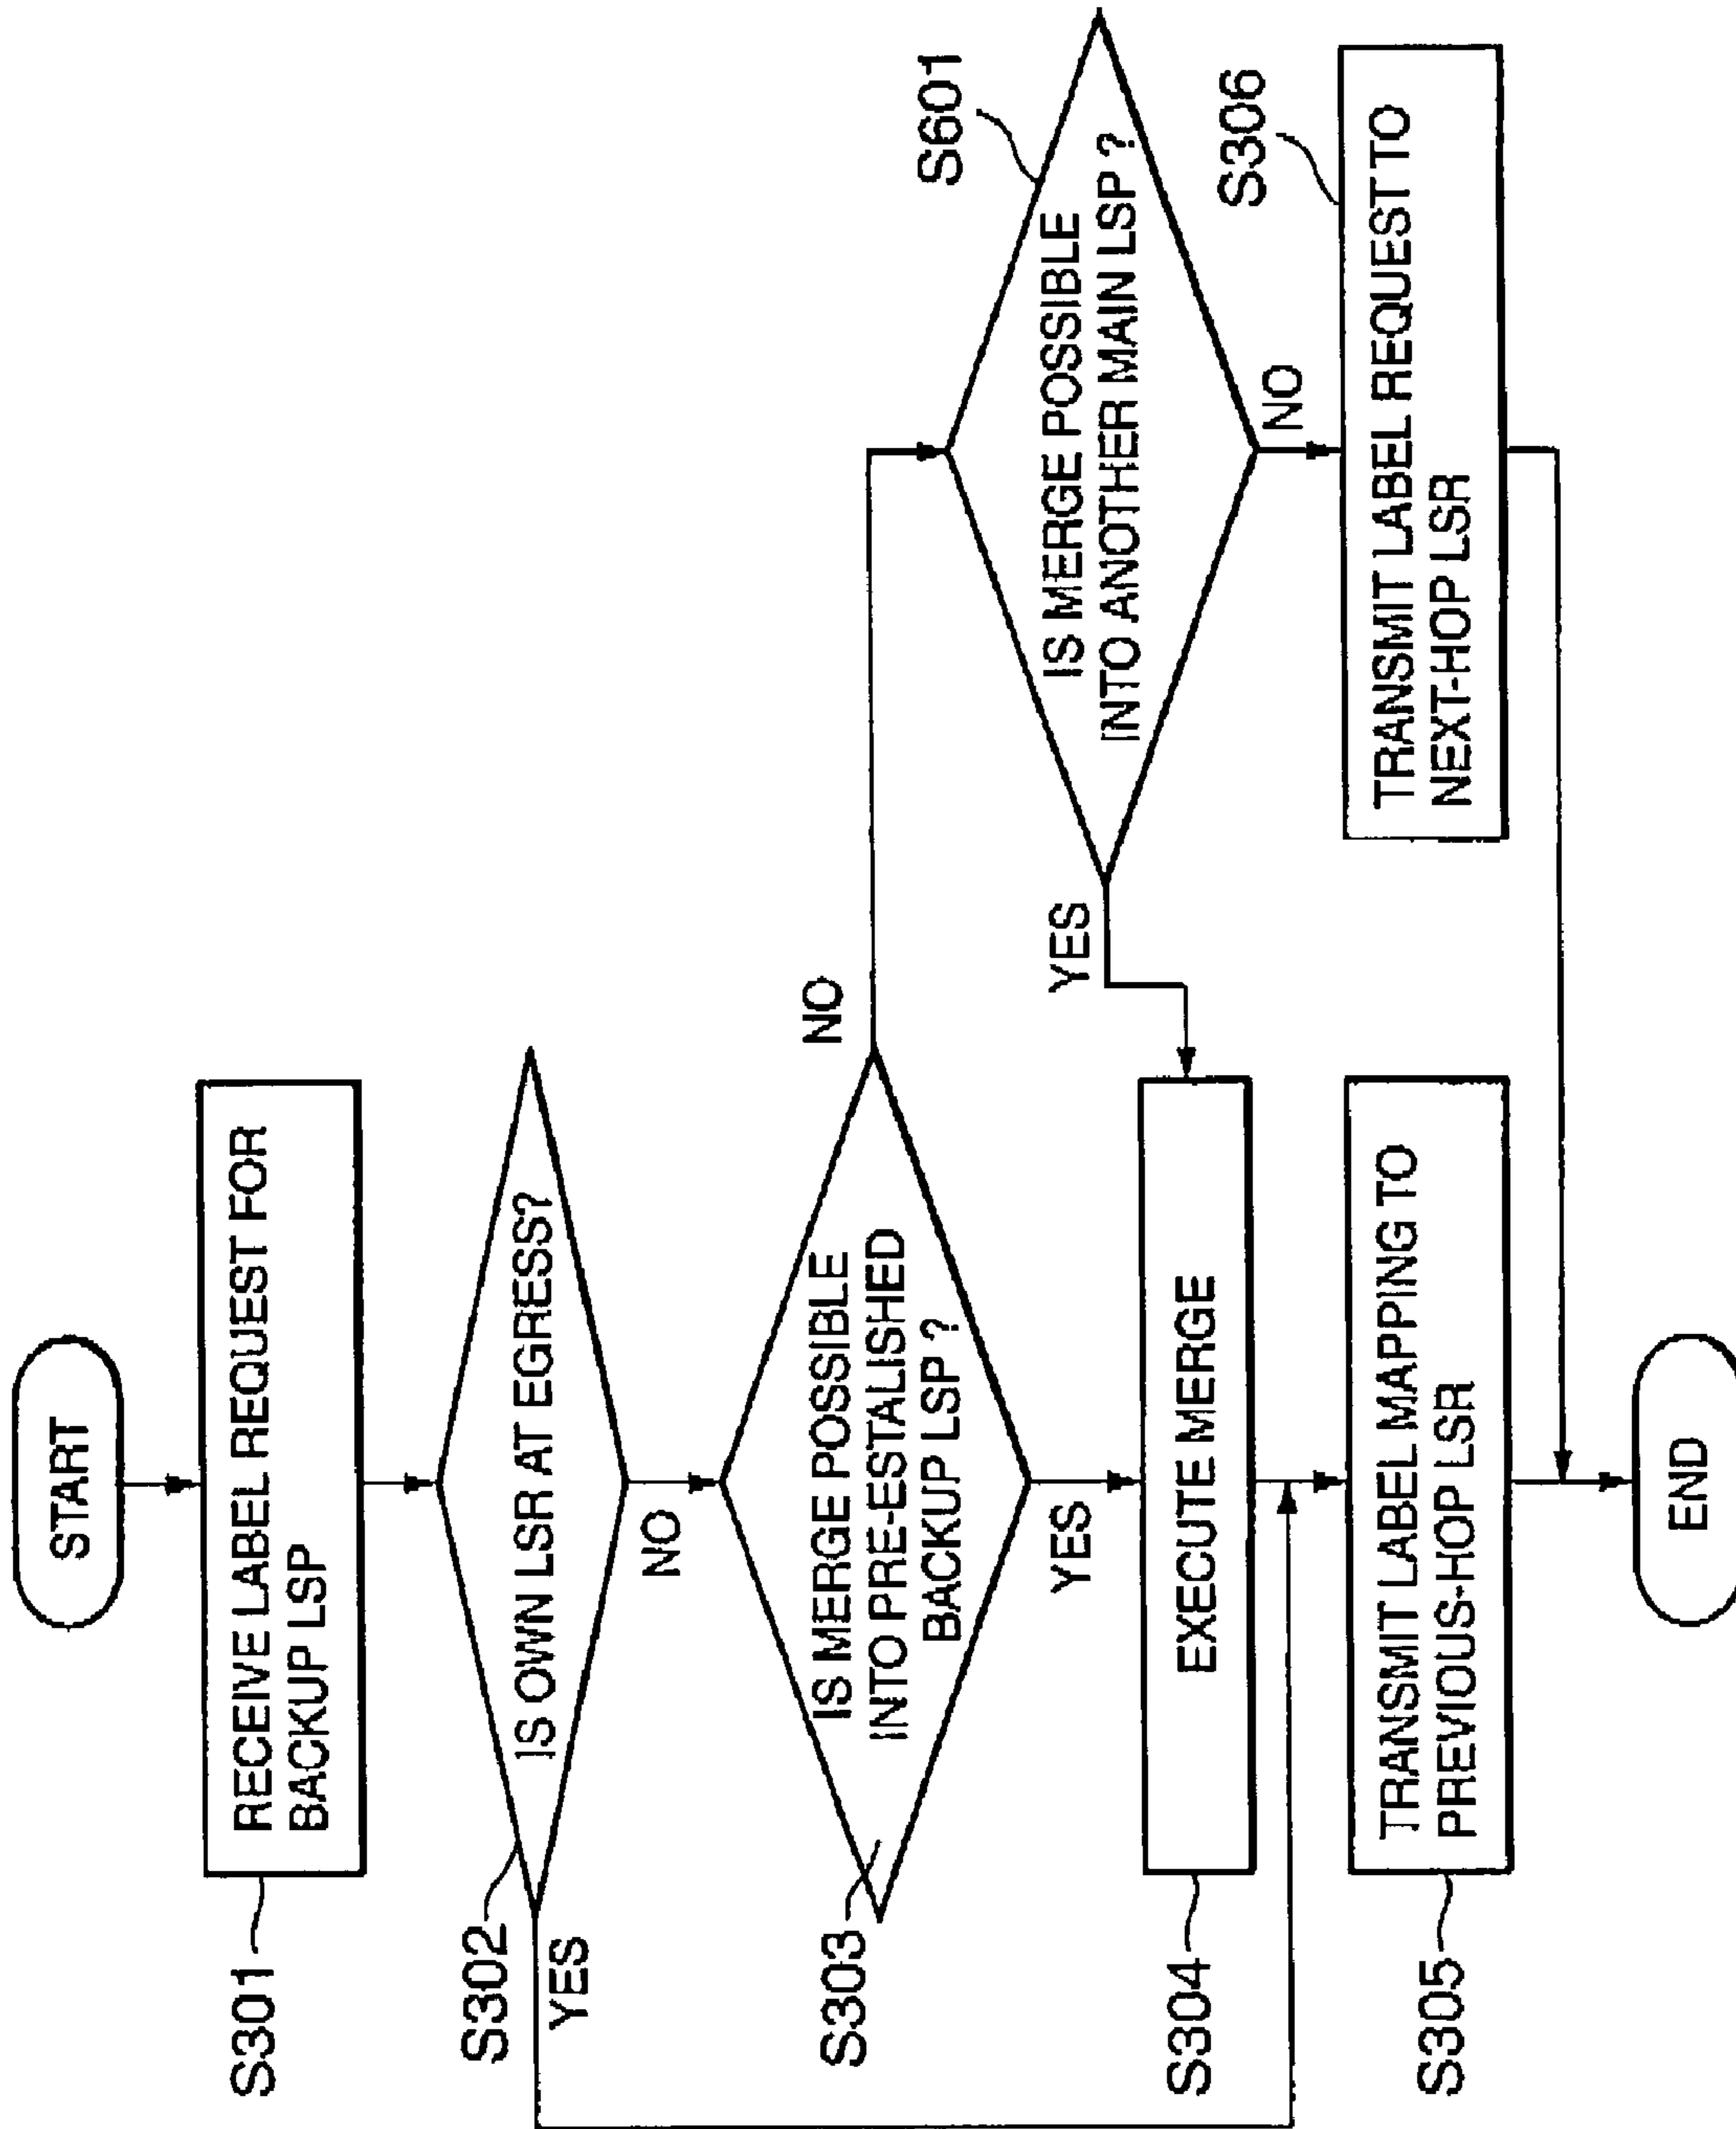 START
RECEIVE LABEL REQUEST FOR
BACKUP LSP
S301
IS OWN LSR AT EGRESS?
S302
YES
NO
IS MERGE POSSIBLE
INTO PRE-ESTALISHED
BACKUP LSP ?
S303
NO
YES
IS MERGE POSSIBLE
INTO ANOTHER MAIN LSP ?
S601
YES
NO
EXECUTE MERGE
S304
TRANSMIT LABEL MAPPING TO
PREVIOUS-HOP LSR
S305
TRANSMIT LABEL REQUEST TO
NEXT-HOP LSR
S306
END